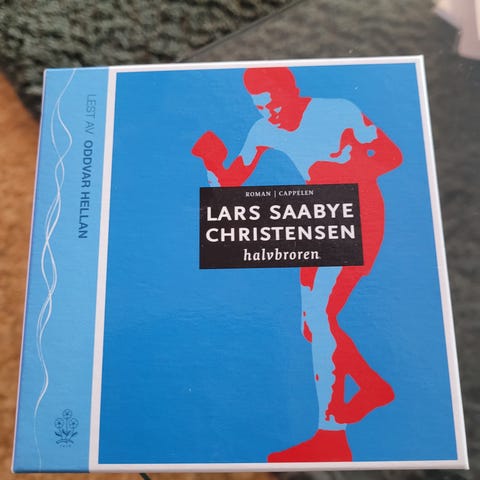 LEST AV ODDVAR HELLAN
ROMAN | CAPPELEN
LARS SAABYE
CHRISTENSEN
halvbroren